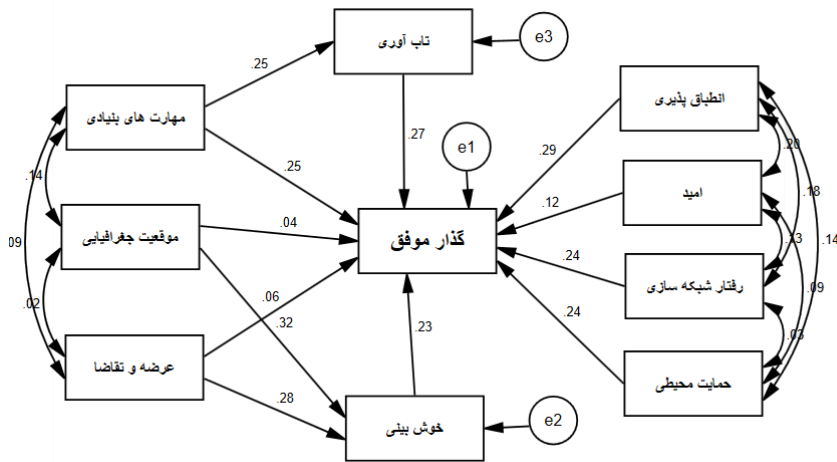 تاب آوری
e3
.25
مهارت های بنیادی
انطباق پذیری
.27
e1
.20
.25
.29
.14
امید
.18
.12
موقعیت جغرافیایی
.04
گذار موفق
.09
.13
.14
.24
رفتار شبکه سازی
.02
.06
.09
.32
.24
.23
.03
عرضه و تقاضا
.28
حمایت محیطی
خوش بینی
e2